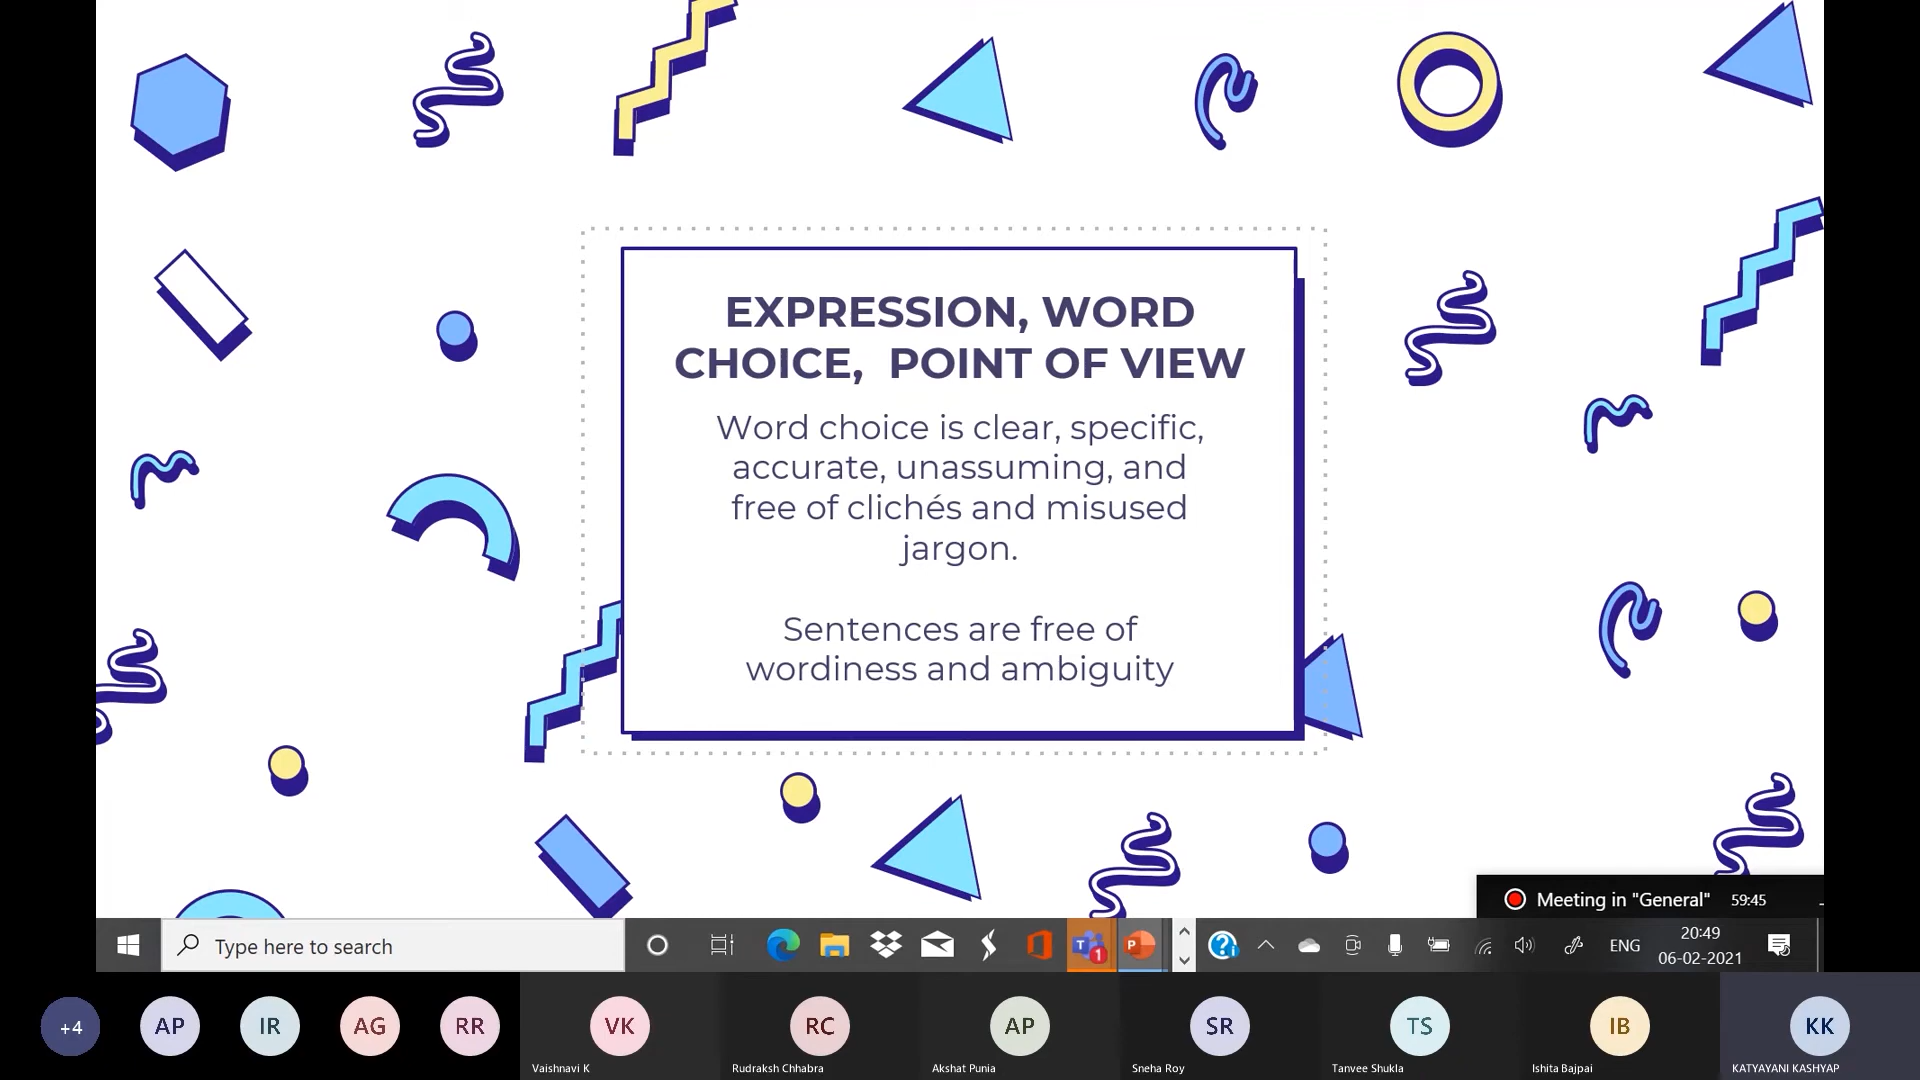 EXPRESSION, WORD
CHOICE, POINT OF VIEW
Word choice is clear, specific,
accurate, unassuming, and
free of clichés and misused
jargon.
Sentences are free of
wordiness and ambiguity
Meeting in "General" 59:45
Type here to search
1
P
ENG
20:49
06-02-2021
+4
AP
IR
AG
RR
VK
RC
AP
SR
TS
IB
KK
Vaishnavi K
Rudraksh Chhabra
Akshat Punia
Sneha Roy
Tanvee Shukla
Ishita Bajpai
KATYAYANI KASHYAP